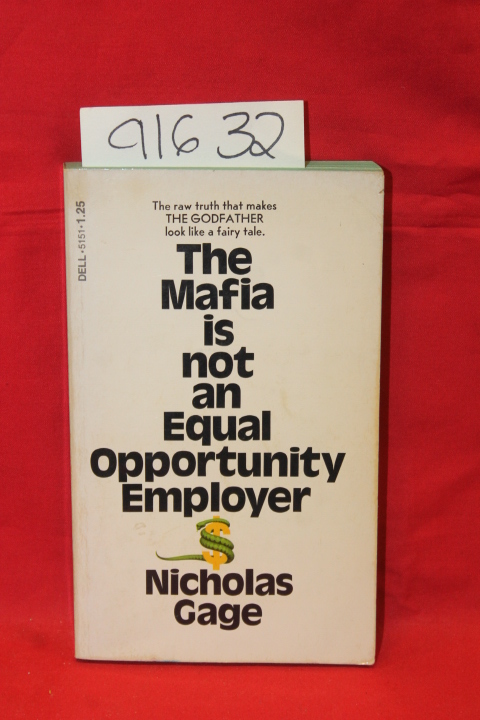 91632
DELL • 5151 • 1.25
The raw truth that makes
THE GODFATHER
look like a fairy tale.
The
Mafia
is
not
an
Equal
Opportunity
Employer
$
Nicholas
Gage